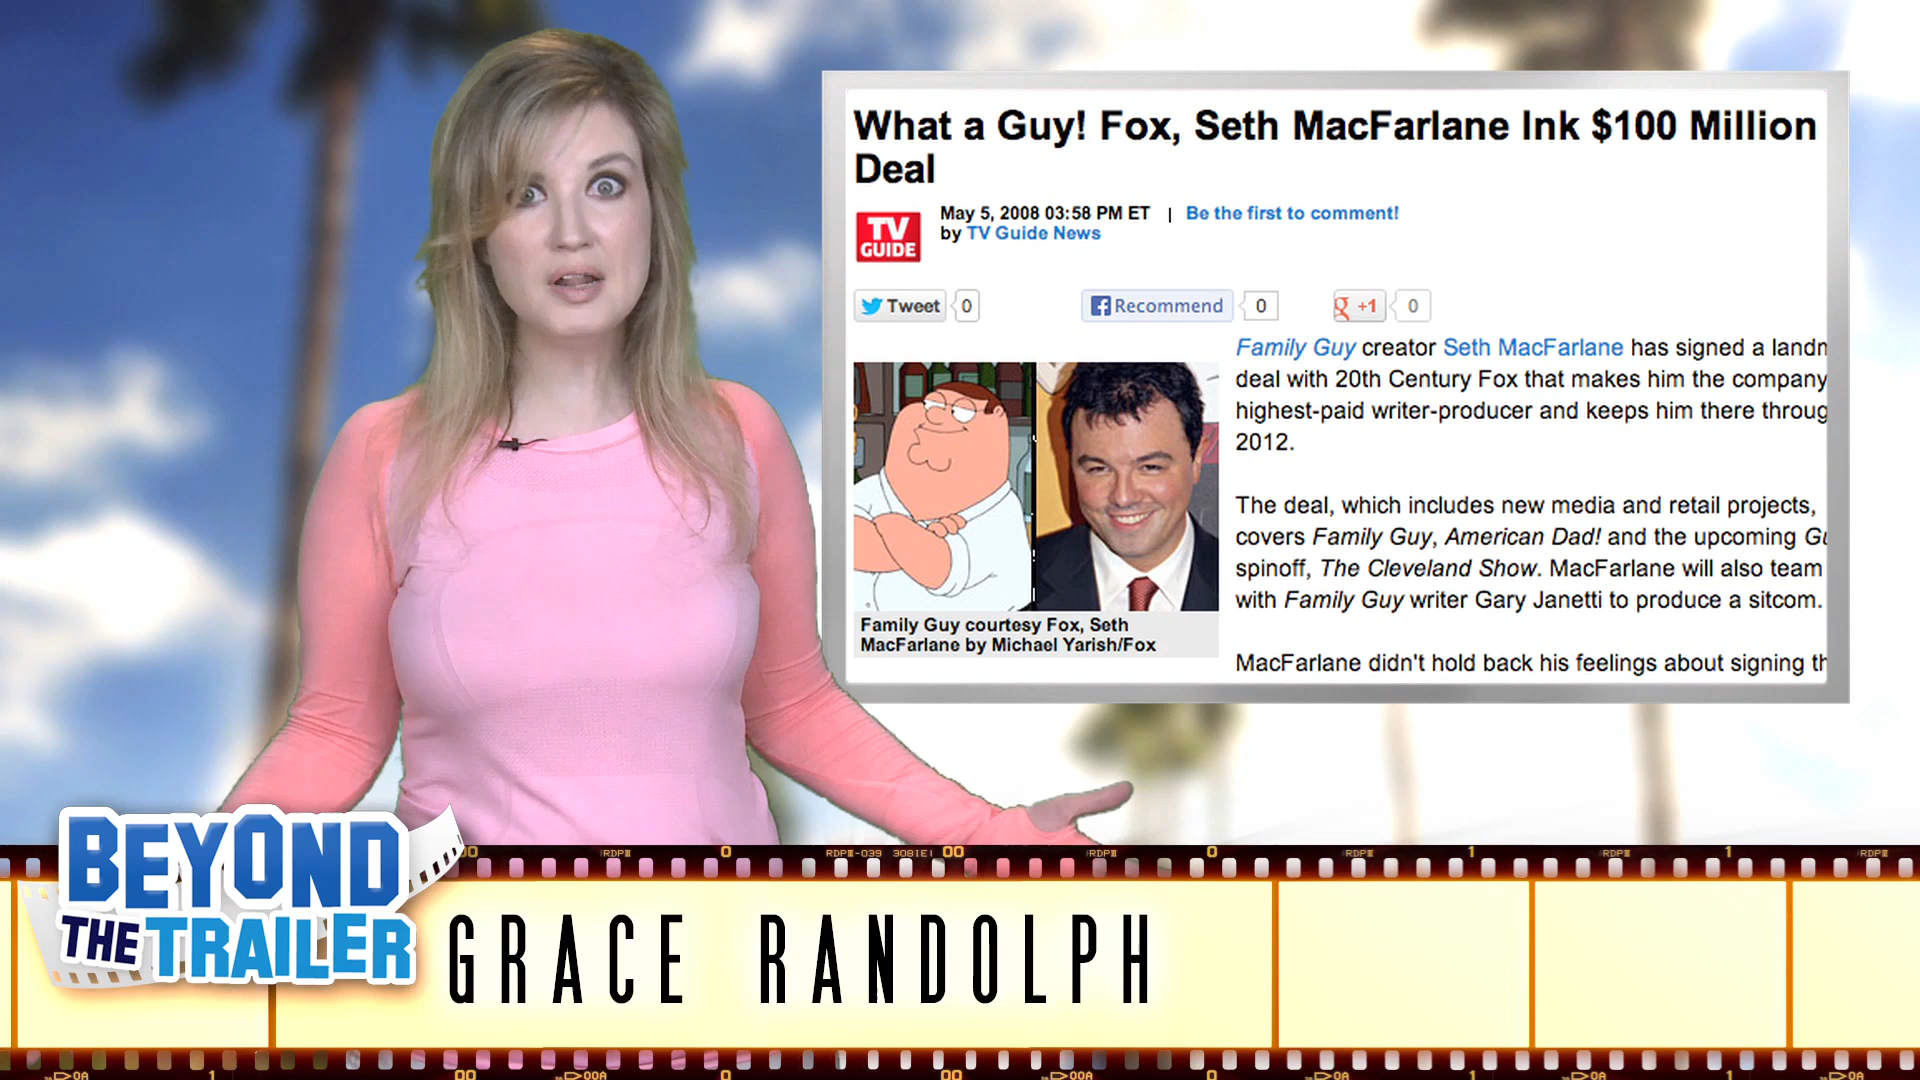 What a Guy! Fox, Seth MacFarlane Ink $100 Million
Deal
TV
GUIDE
May 5, 2008 03:58 PM ET | Be the first to comment!
by TV Guide News
Tweet 0
Recommend 0
+1 0
Family Guy creator Seth MacFarlane has signed a landm
deal with 20th Century Fox that makes him the company
highest-paid writer-producer and keeps him there throug
2012.
The deal, which includes new media and retail projects,
covers Family Guy, American Dad! and the upcoming Gu
spinoff, The Cleveland Show. MacFarlane will also team
with Family Guy writer Gary Janetti to produce a sitcom.
MacFarlane didn't hold back his feelings about signing th
Family Guy courtesy Fox, Seth
MacFarlane by Michael Yarish/Fox
BEYOND
THE TRAILER
GRACE RANDOLPH